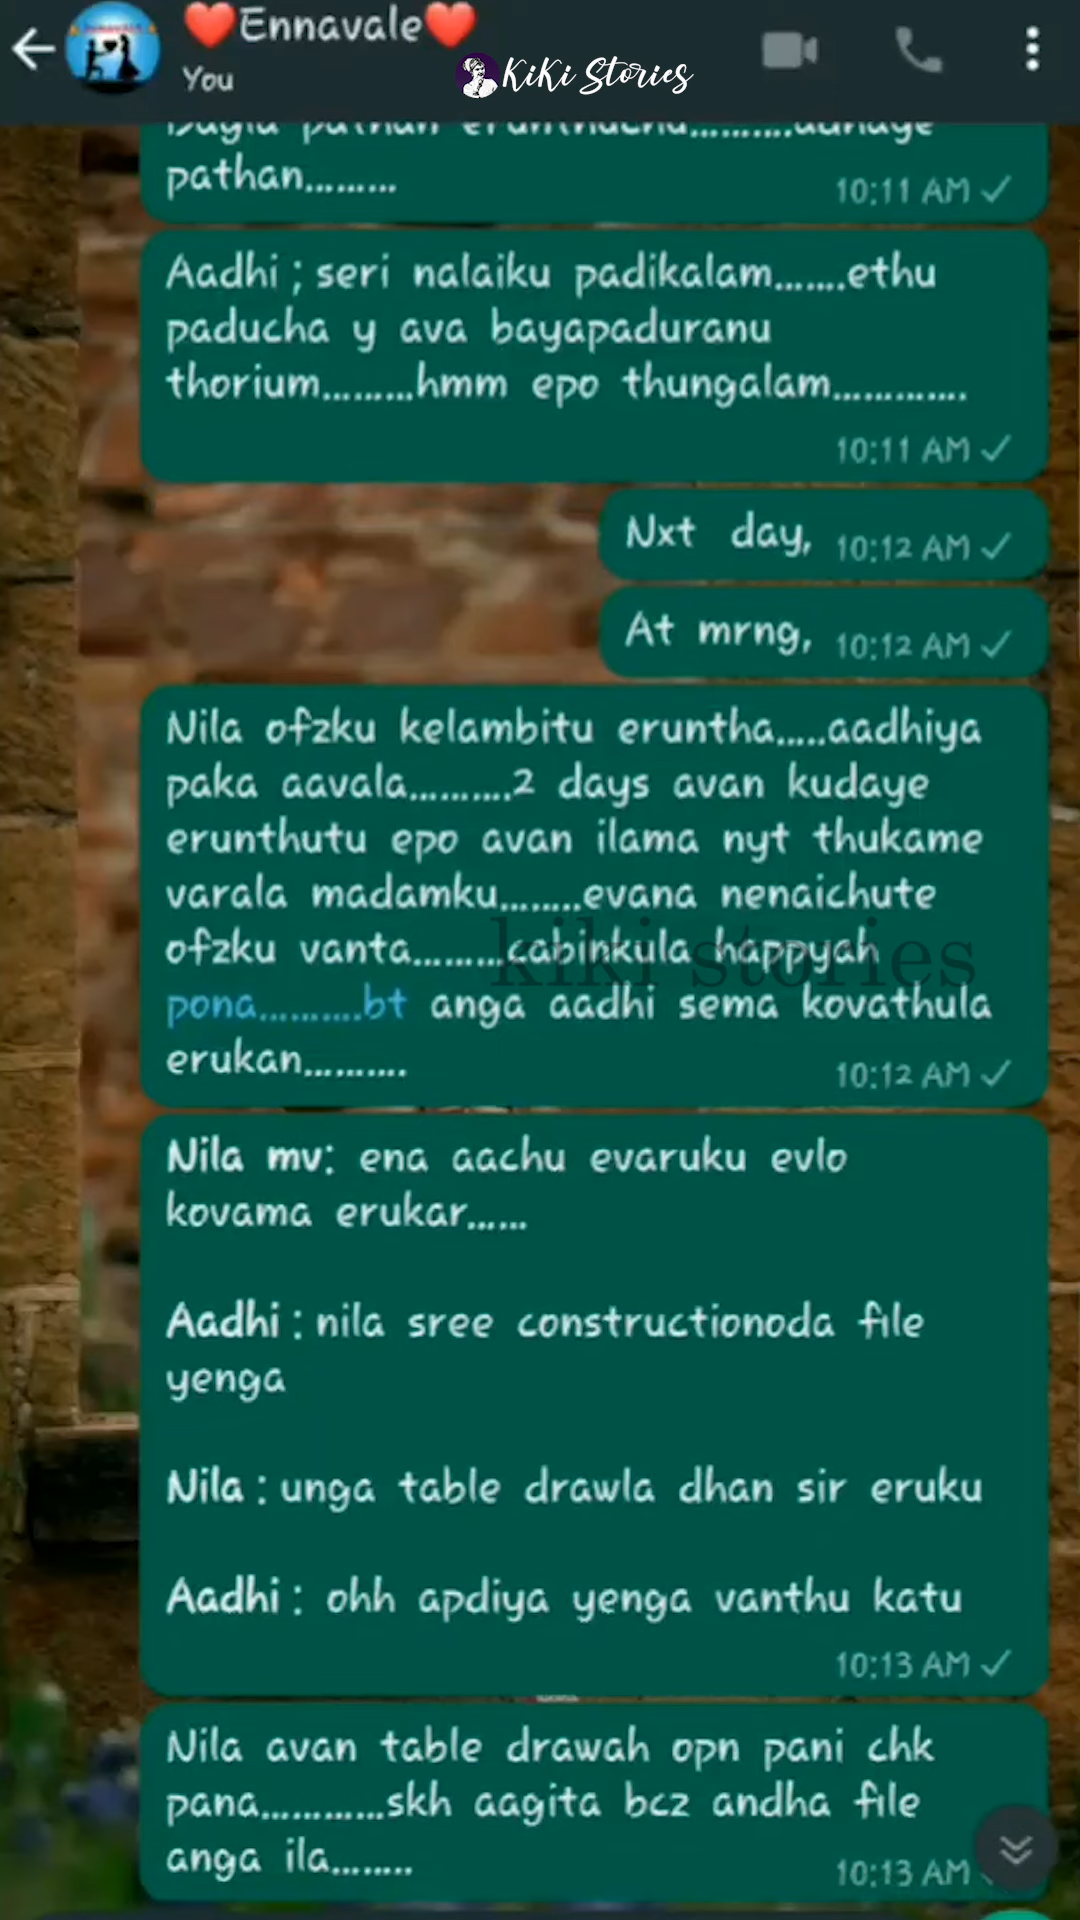 ❤️Ennavale❤️
You
KiKi Stories
pathan.........
10:11 AM
Aadhi ; seri nalaiku padikalam.......ethu
paducha y ava bayapaduranu
thorium.........hmm epo thungalam.............
10:11 AM
Nxt day, 10:12 AM
At mrng, 10:12 AM
Nila ofzku kelambitu eruntha.....aadhiya
paka aavala..........2 days avan kudaye
erunthutu epo avan ilama nyt thukame
varala madamku........evana nenaichute
ofzku vanta.........cabinkula happyah
kiki stories
pona..........bt anga aadhi sema kovathula
erukan..........
10:12 AM
Nila mv: ena aachu evaruku evlo
kovama erukar......
Aadhi : nila sree constructionoda file
yenga
Nila : unga table drawla dhan sir eruku
Aadhi : ohh apdiya yenga vanthu katu
10:13 AM
Nila avan table drawah opn pani chk
pana............skh aagita bcz andha file
anga ila........
10:13 AM